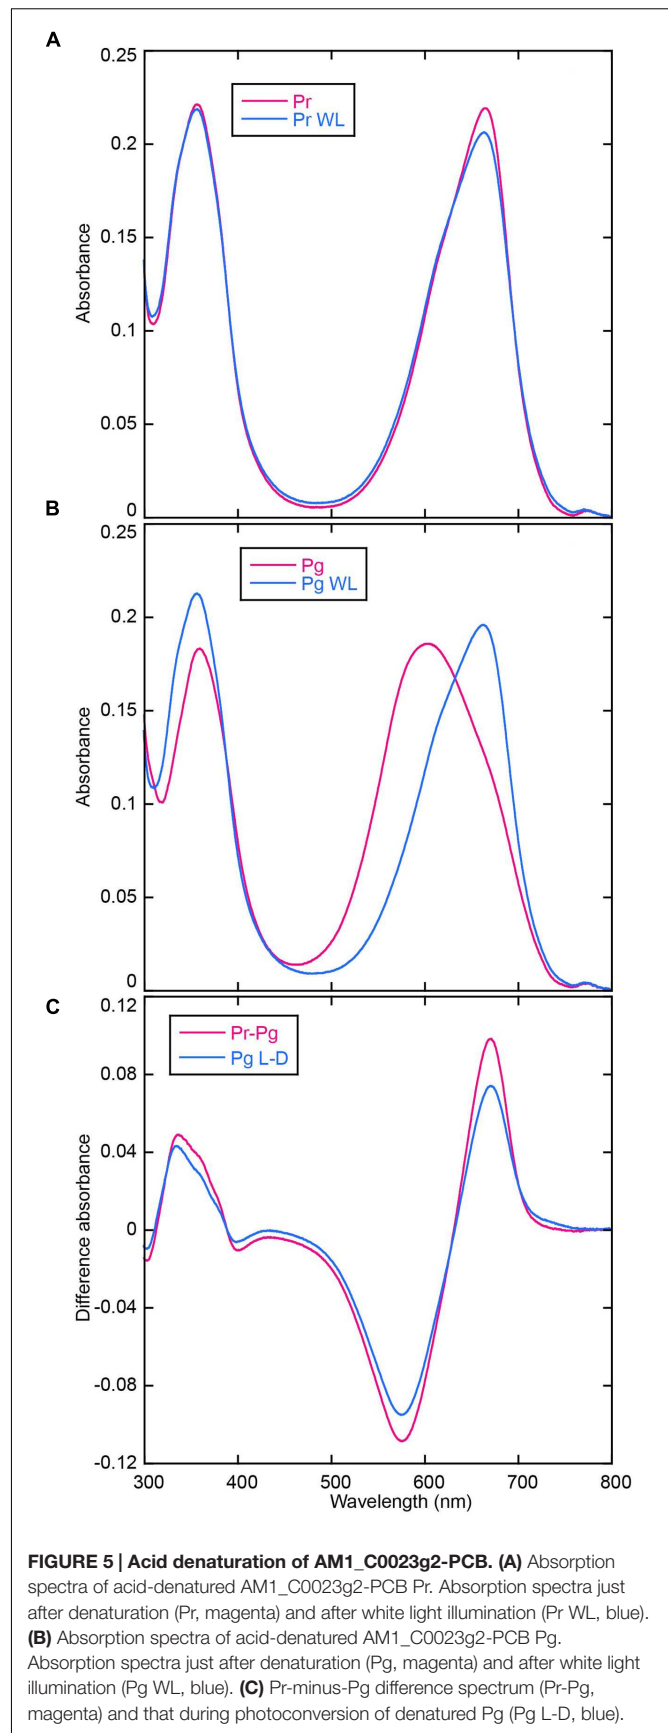 A
0.25
Pr
Pr WL
0.2
0.15
Absorbance
0.1
0.05
0
B
0.25
Pg
Pg WL
0.2
0.15
Absorbance
0.1
0.05
0
C
0.12
Pr-Pg
Pg L-D
0.08
0.04
Difference absorbance
0
-0.04
-0.08
-0.12
300 400 500 600 700 800
Wavelength (nm)
FIGURE 5 | Acid denaturation of AM1_C0023g2-PCB. (A) Absorption
spectra of acid-denatured AM1_C0023g2-PCB Pr. Absorption spectra just
after denaturation (Pr, magenta) and after white light illumination (Pr WL, blue).
(B) Absorption spectra of acid-denatured AM1_C0023g2-PCB Pg.
Absorption spectra just after denaturation (Pg, magenta) and after white light
illumination (Pg WL, blue). (C) Pr-minus-Pg difference spectrum (Pr-Pg,
magenta) and that during photoconversion of denatured Pg (Pg L-D, blue).